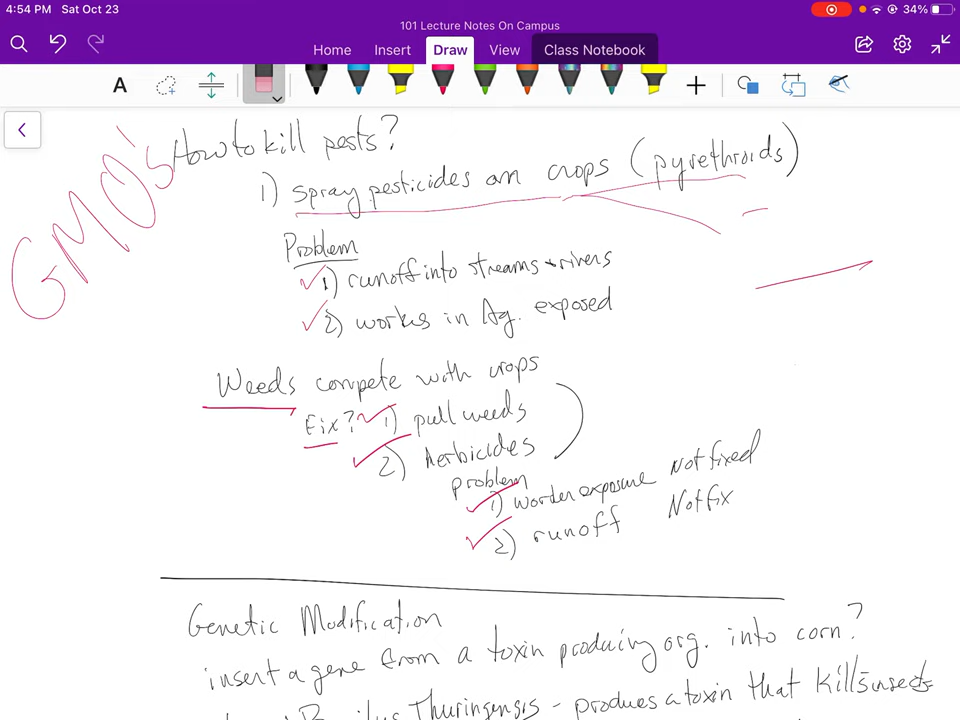 4:54 PM Sat Oct 23
34%
101 Lecture Notes On Campus
Home Insert Draw View Class Notebook
A
GMO's
How to kill pests?
1) spray pesticides on crops (pyrethroids)
Problem
1) runoff into streams + rivers
2) works in Ag. exposed
Weeds compete with crops
Fix? 1) pull weeds
2) herbicides
problem
1) worder exposure Not fixed
2) runoff Not fix
Genetic Modification
insert a gene from a toxin producing org. into corn?
Thuringensis - produces a toxin that kills insects